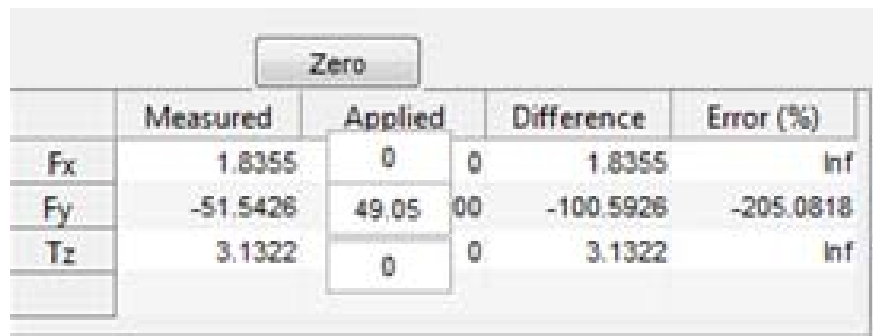 Zero
Measured Applied Difference Error (%)
Fx 1.8355 0 0 1.8355 Inf
Fy -51.5426 49.05 00 -100.5926 -205.0818
Tz 3.1322 0 0 3.1322 Inf